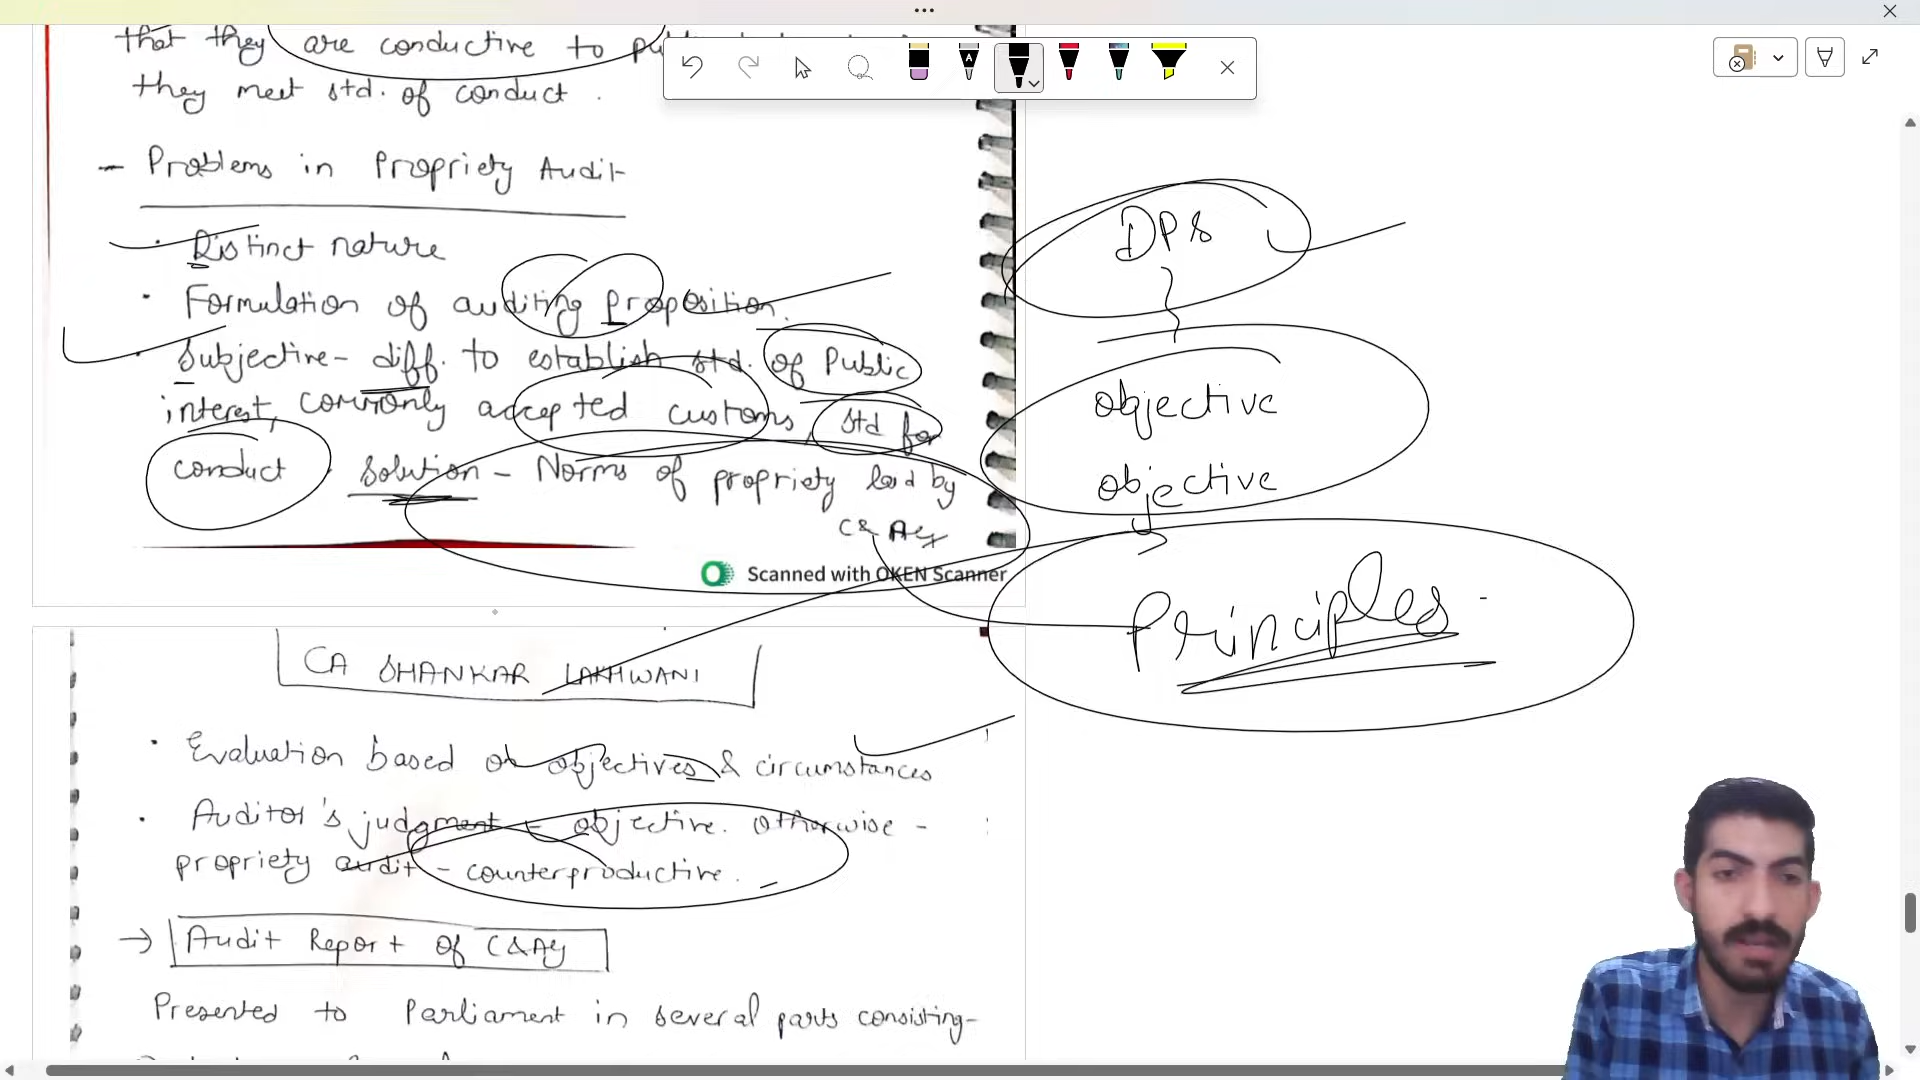 that they are conductive to
they meet std. of conduct .
- Problems in Propriety Audit
· Distinct nature
· Formulation of auditing Proposition.
· Subjective- diff. to establish std. of Public
interest, commonly accepted customs, std for
conduct · Solution - Norms of propriety laid by
C&AG
Scanned with OKEN Scanner
CA SHANKAR LAKHWANI
· Evaluation based on objectives & circumstances
· Auditor's judgment - objective. Otherwise -
propriety audit - counterproductive.
→ Audit Report of C&AG
Presented to Parliament in several parts consisting-
DPS
objective
objective
Principles